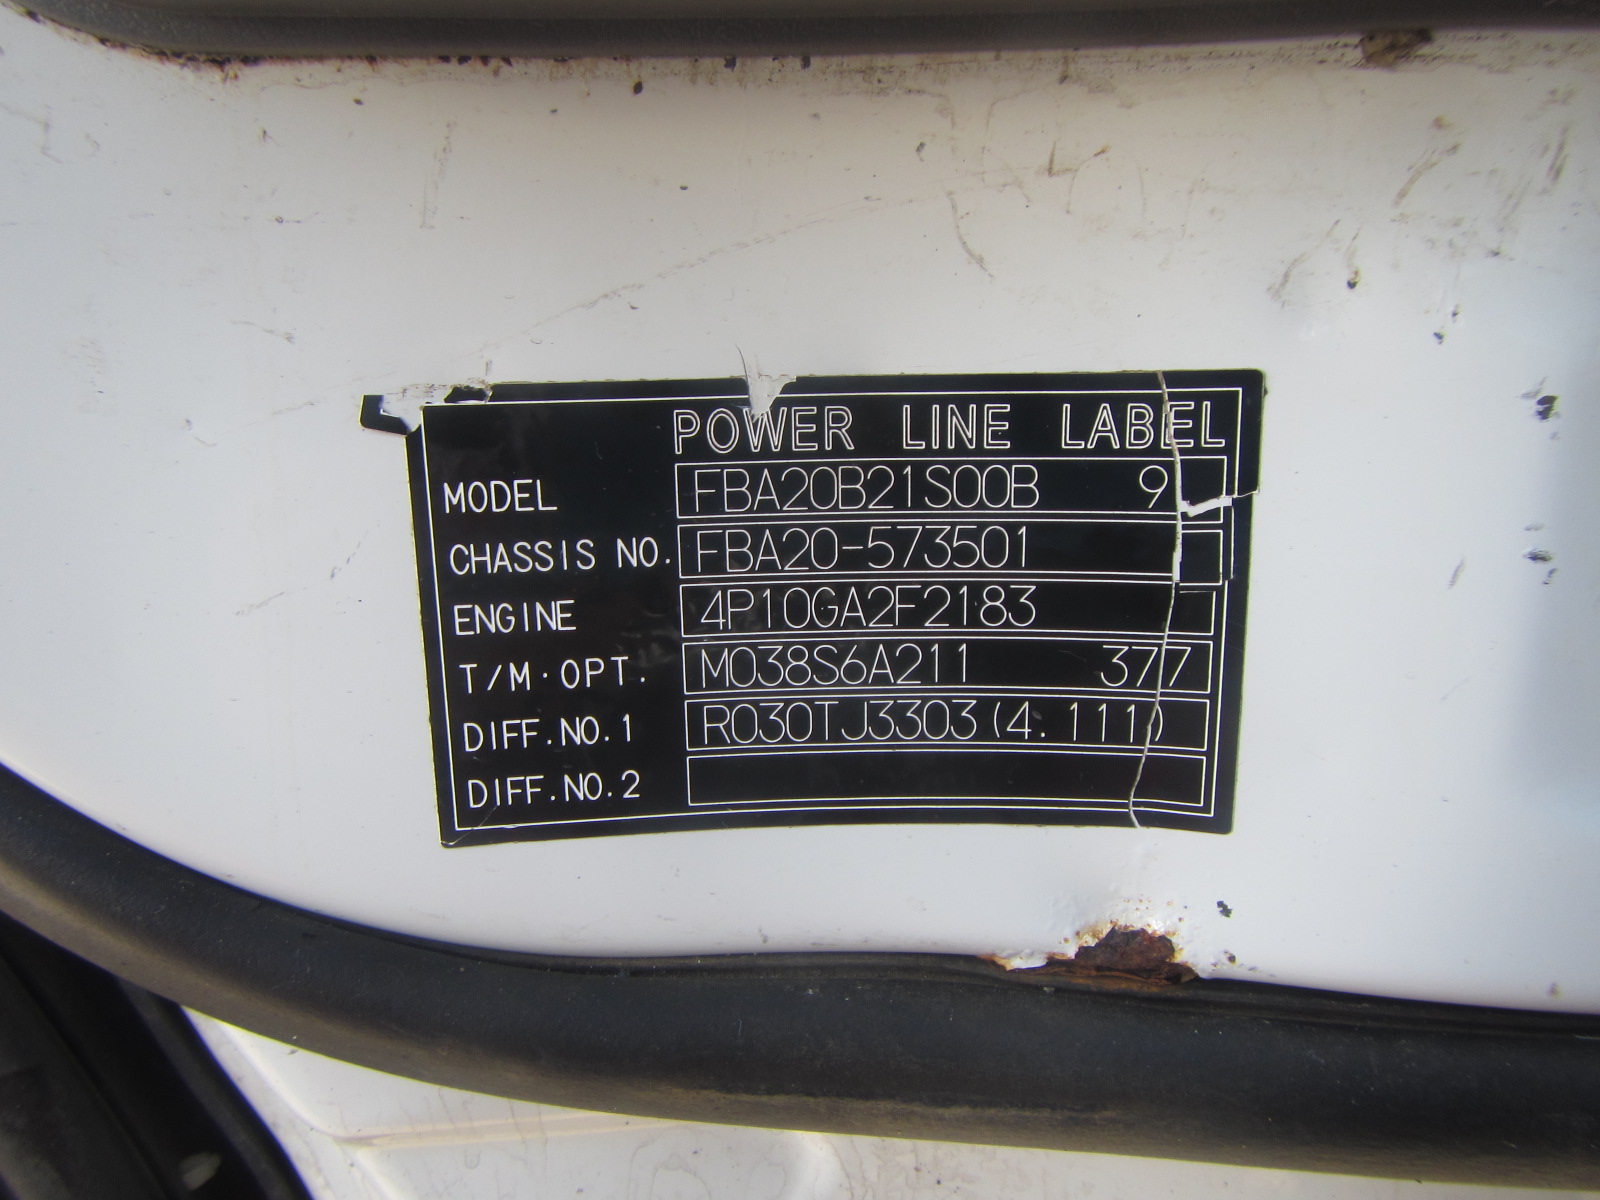 POWER LINE LABEL
MODEL FBA20B21S00B 9
CHASSIS NO. FBA20-573501
ENGINE 4P10GA2F2183
T/M·OPT. M038S6A211 377
DIFF.NO.1 R030TJ3303(4.111)
DIFF.NO.2